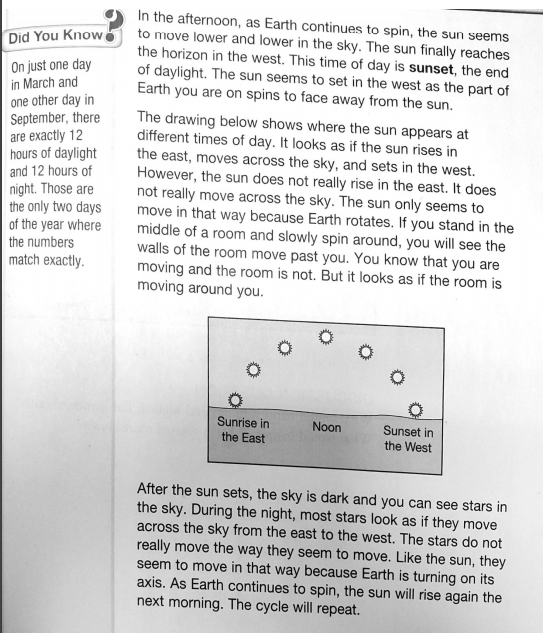 Did You Know?
On just one day
in March and
one other day in
September, there
are exactly 12
hours of daylight
and 12 hours of
night. Those are
the only two days
of the year where
the numbers
match exactly.
In the afternoon, as Earth continues to spin, the sun seems
to move lower and lower in the sky. The sun finally reaches
the horizon in the west. This time of day is sunset, the end
of daylight. The sun seems to set in the west as the part of
Earth you are on spins to face away from the sun.
The drawing below shows where the sun appears at
different times of day. It looks as if the sun rises in
the east, moves across the sky, and sets in the west.
However, the sun does not really rise in the east. It does
not really move across the sky. The sun only seems to
move in that way because Earth rotates. If you stand in the
middle of a room and slowly spin around, you will see the
walls of the room move past you. You know that you are
moving and the room is not. But it looks as if the room is
moving around you.
Sunrise in
the East
Noon
Sunset in
the West
After the sun sets, the sky is dark and you can see stars in
the sky. During the night, most stars look as if they move
across the sky from the east to the west. The stars do not
really move the way they seem to move. Like the sun, they
seem to move in that way because Earth is turning on its
axis. As Earth continues to spin, the sun will rise again the
next morning. The cycle will repeat.